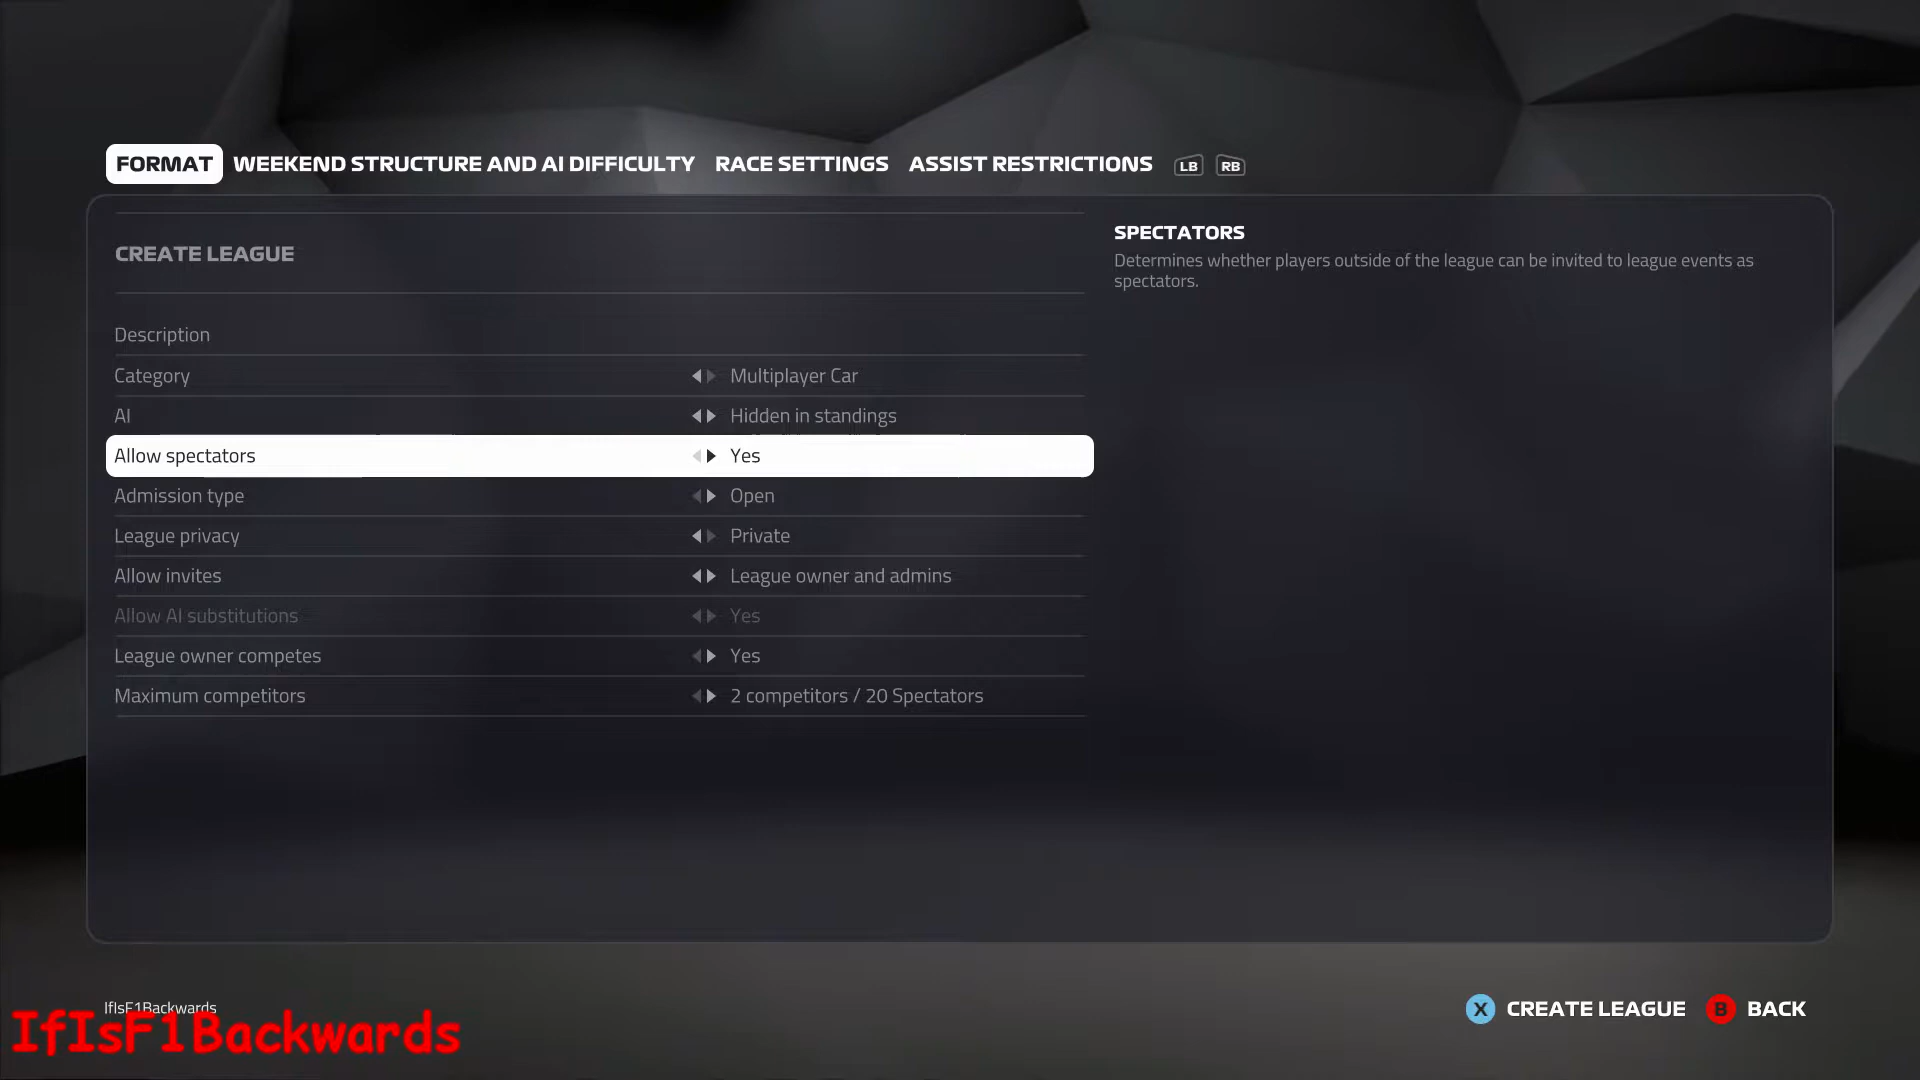 FORMAT WEEKEND STRUCTURE AND AI DIFFICULTY RACE SETTINGS ASSIST RESTRICTIONS LB RB
CREATE LEAGUE
Description
Category Multiplayer Car
AI Hidden in standings
Allow spectators Yes
Admission type Open
League privacy Private
Allow invites League owner and admins
Allow AI substitutions Yes
League owner competes Yes
Maximum competitors 2 competitors / 20 Spectators
SPECTATORS
Determines whether players outside of the league can be invited to league events as
spectators.
IfIsF1Backwards
IfIsF1Backwards
X CREATE LEAGUE B BACK